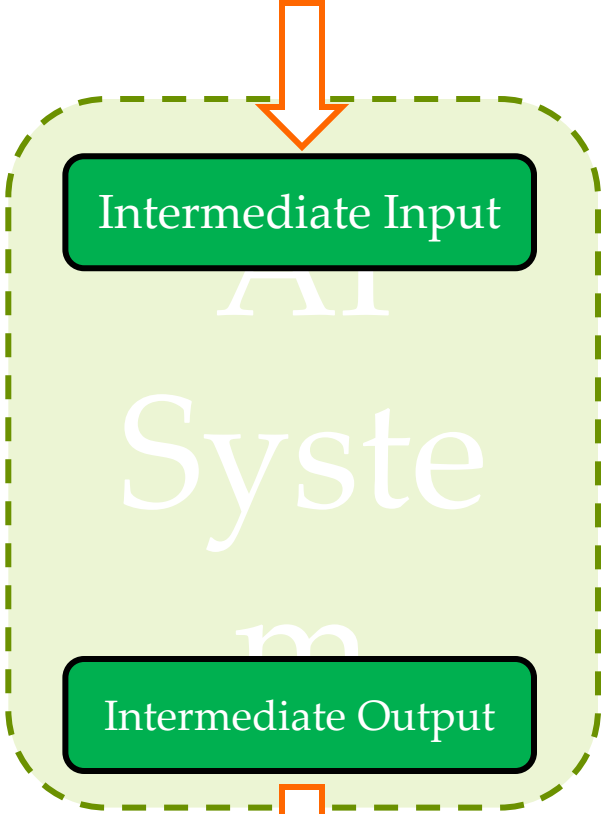 Intermediate Input
AI
Syste
m
Intermediate Output